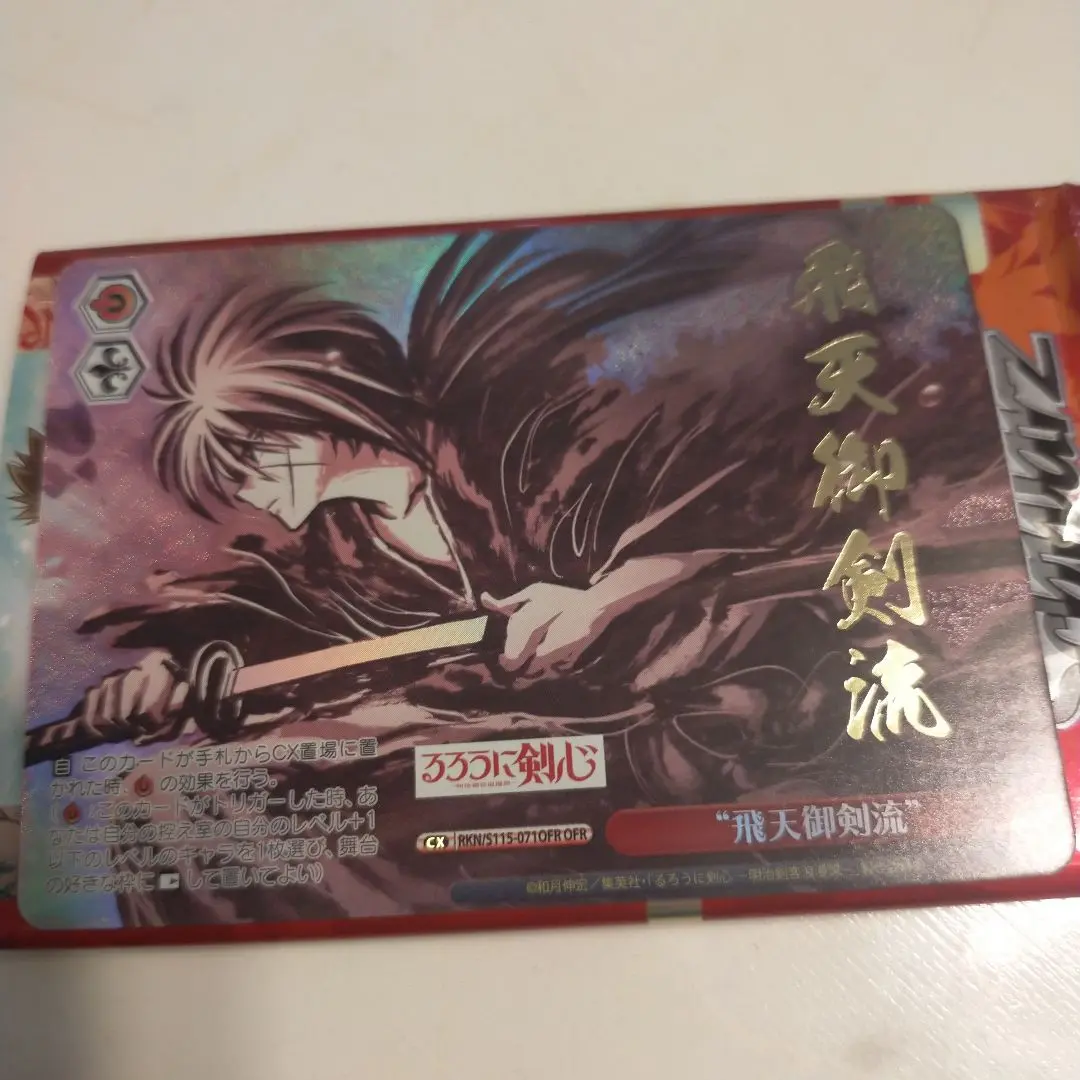 飛天御剣流
自 このカードが手札からCX置場に置
かれた時、の効果を行う。
( このカードがトリガーした時、あ
なたは自分の控え室の自分のレベル+1
以下のレベルのキャラを1枚選び、舞台
の好きな枠に して置いてよい)
るろうに剣心
CX RKN/S115-071OFR OFR
“飛天御剣流”
©和月伸宏/集英社・「るろうに剣心